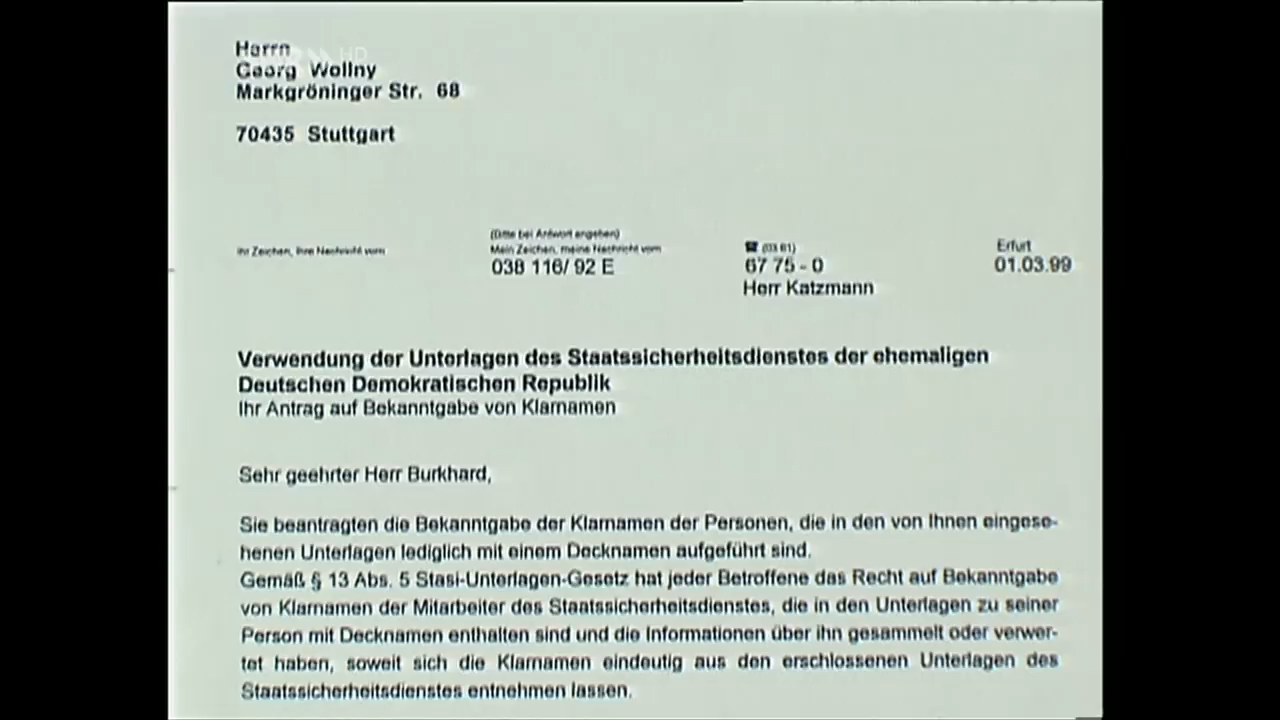 Herrn
HD
Georg Wollny
Markgröninger Str. 68
70435 Stuttgart
(Bitte bei Antwort angeben)
Ihr Zeichen, Ihre Nachricht vom
Mein Zeichen, meine Nachricht vom
☎ (03 61)
Erfurt
038 116/ 92 E
67 75 - 0
01.03.99
Herr Katzmann
Verwendung der Unterlagen des Staatssicherheitsdienstes der ehemaligen
Deutschen Demokratischen Republik
Ihr Antrag auf Bekanntgabe von Klarnamen
Sehr geehrter Herr Burkhard,
Sie beantragten die Bekanntgabe der Klarnamen der Personen, die in den von Ihnen eingese-
henen Unterlagen lediglich mit einem Decknamen aufgeführt sind.
Gemäß § 13 Abs. 5 Stasi-Unterlagen-Gesetz hat jeder Betroffene das Recht auf Bekanntgabe
von Klarnamen der Mitarbeiter des Staatssicherheitsdienstes, die in den Unterlagen zu seiner
Person mit Decknamen enthalten sind und die Informationen über ihn gesammelt oder verwer-
tet haben, soweit sich die Klarnamen eindeutig aus den erschlossenen Unterlagen des
Staatssicherheitsdienstes entnehmen lassen.